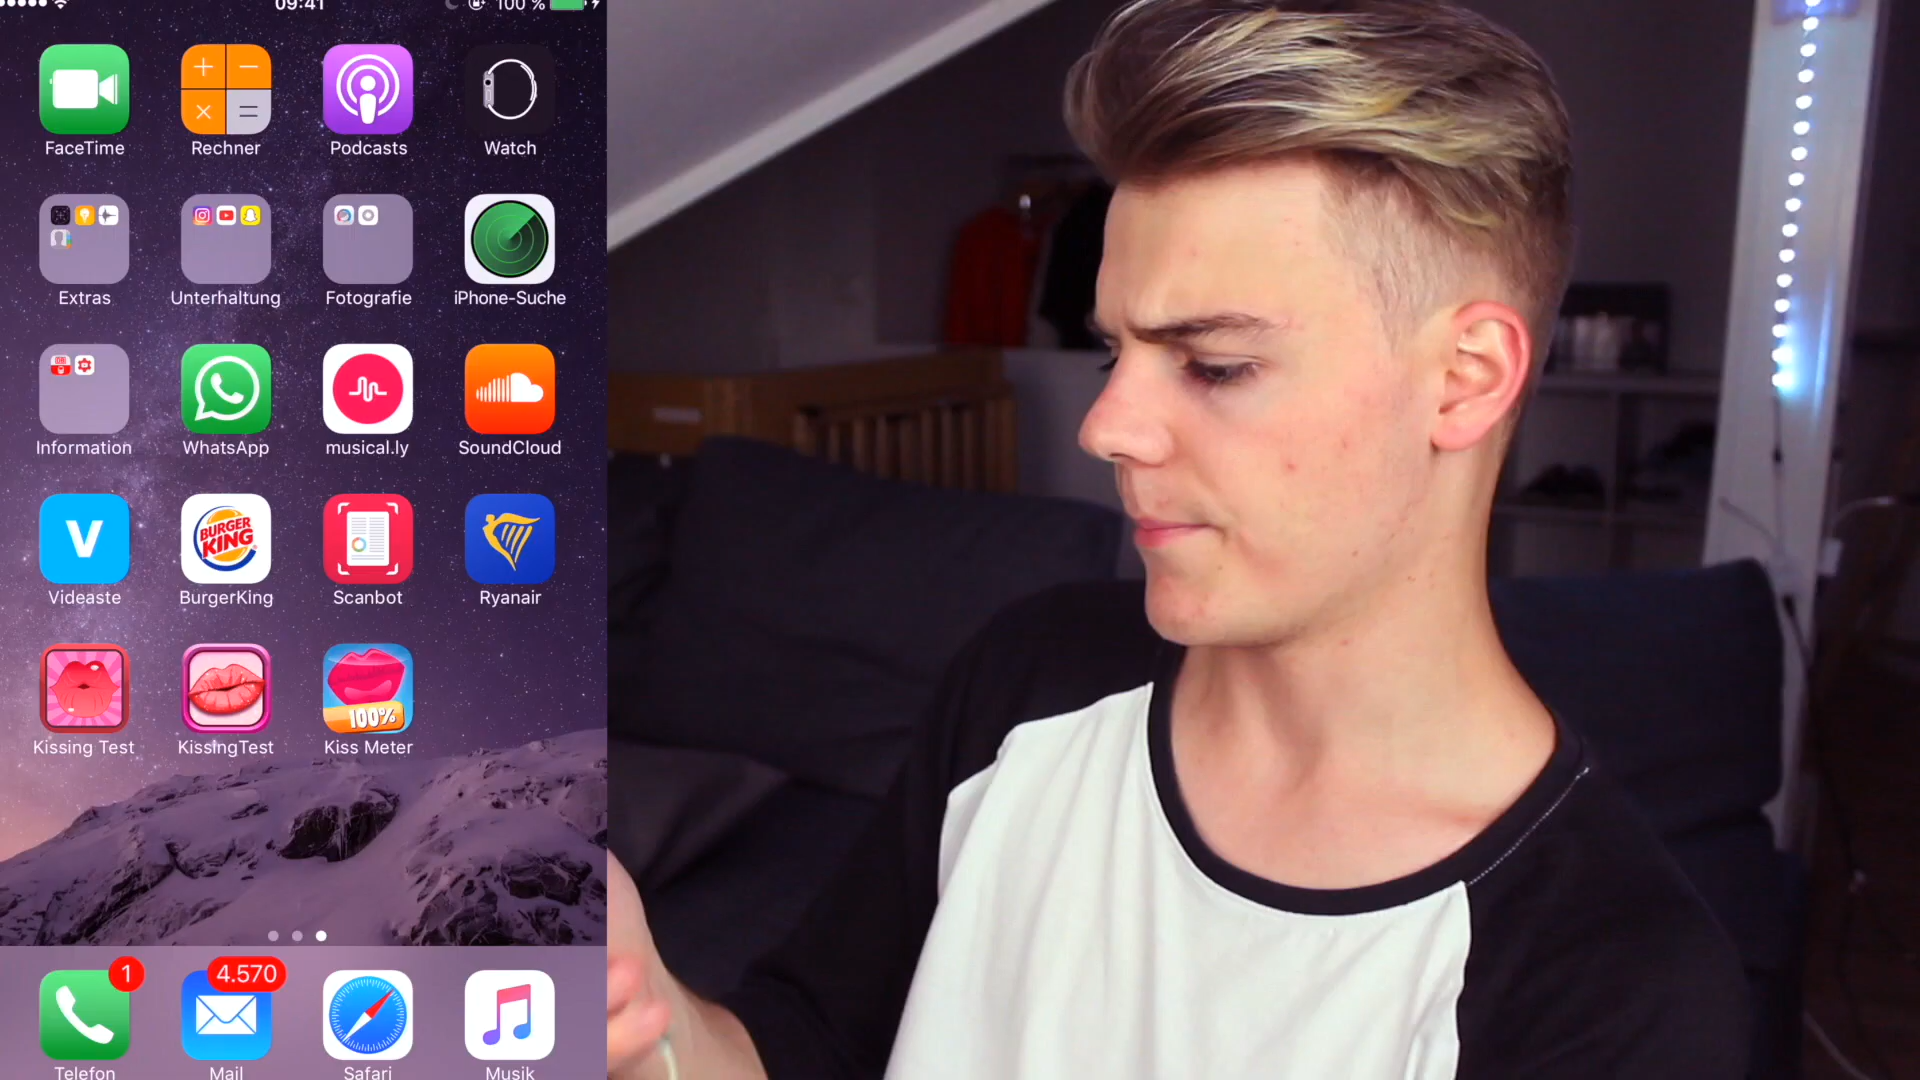 09:41 100 %
FaceTime Rechner Podcasts Watch
Extras Unterhaltung Fotografie iPhone-Suche
Information WhatsApp musical.ly SoundCloud
BURGER
KING
Videaste BurgerKing Scanbot Ryanair
100%
Kissing Test KissingTest Kiss Meter
1 4.570
Telefon Mail Safari Musik